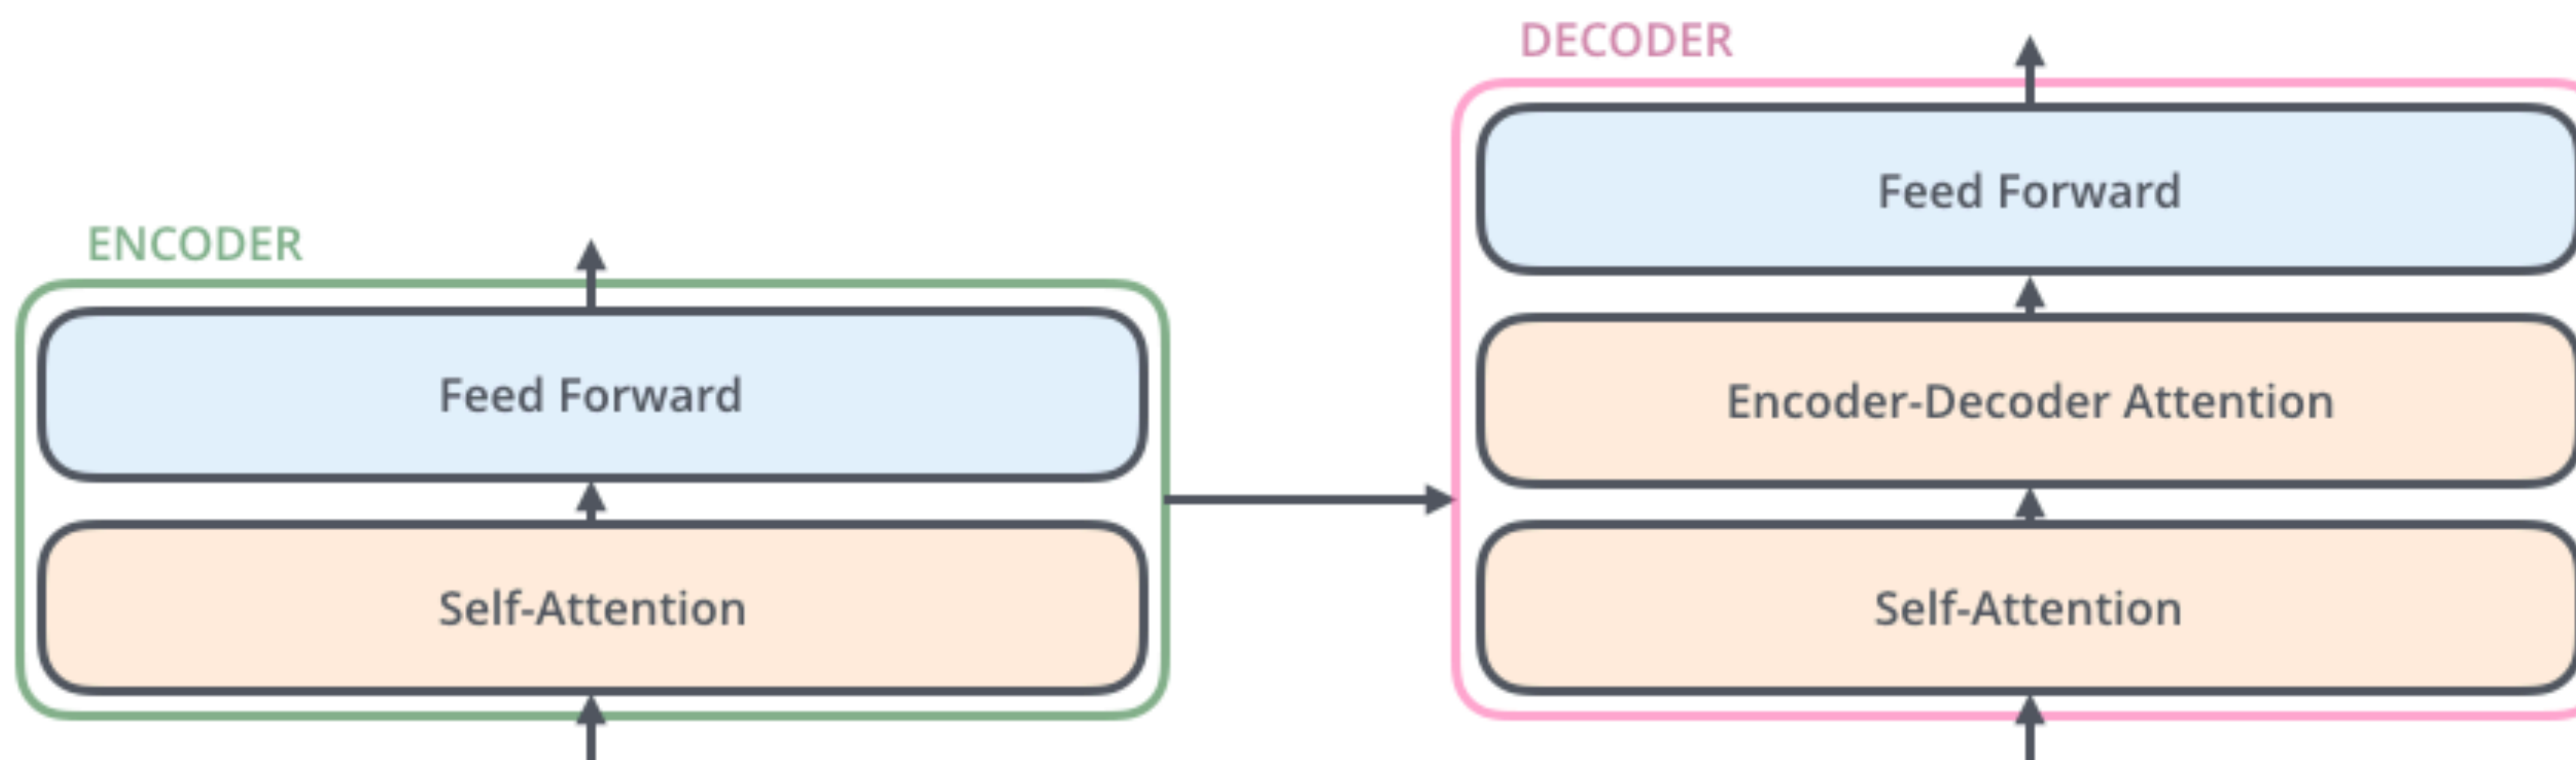 ENCODER
Feed Forward
Self-Attention
DECODER
Feed Forward
Encoder-Decoder Attention
Self-Attention